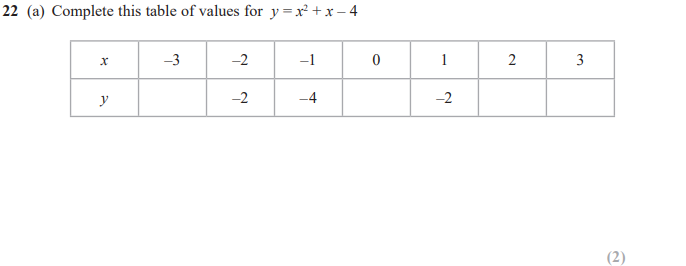 22 (a) Complete this table of values for y = x² + x – 4
x –3 –2 –1 0 1 2 3
y –2 –4 –2
(2)